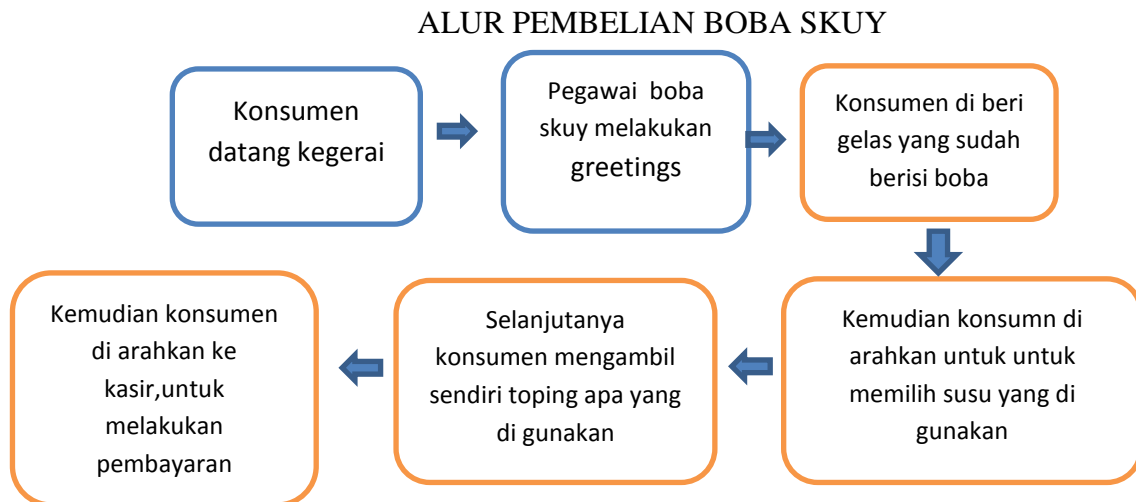 ALUR PEMBELIAN BOBA SKUY
Konsumen
datang kegerai
Pegawai boba
skuy melakukan
greetings
Konsumen di beri
gelas yang sudah
berisi boba
Kemudian konsumn di
arahkan untuk untuk
memilih susu yang di
gunakan
Selanjutanya
konsumen mengambil
sendiri toping apa yang
di gunakan
Kemudian konsumen
di arahkan ke
kasir,untuk
melakukan
pembayaran